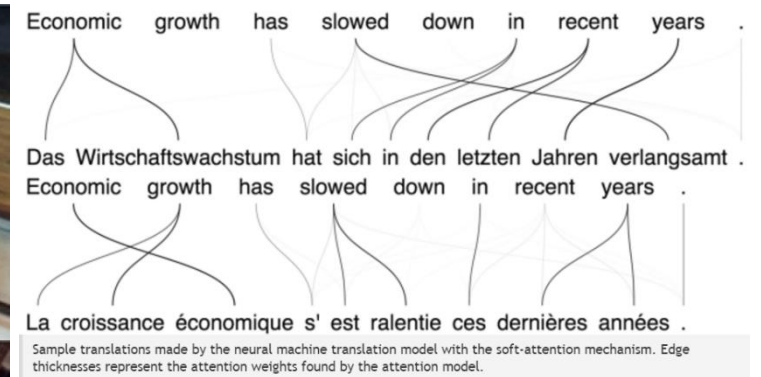 Economic growth has slowed down in recent years .
Das Wirtschaftswachstum hat sich in den letzten Jahren verlangsamt .
Economic growth has slowed down in recent years .
La croissance économique s' est ralentie ces dernières années .
Sample translations made by the neural machine translation model with the soft-attention mechanism. Edge
thicknesses represent the attention weights found by the attention model.